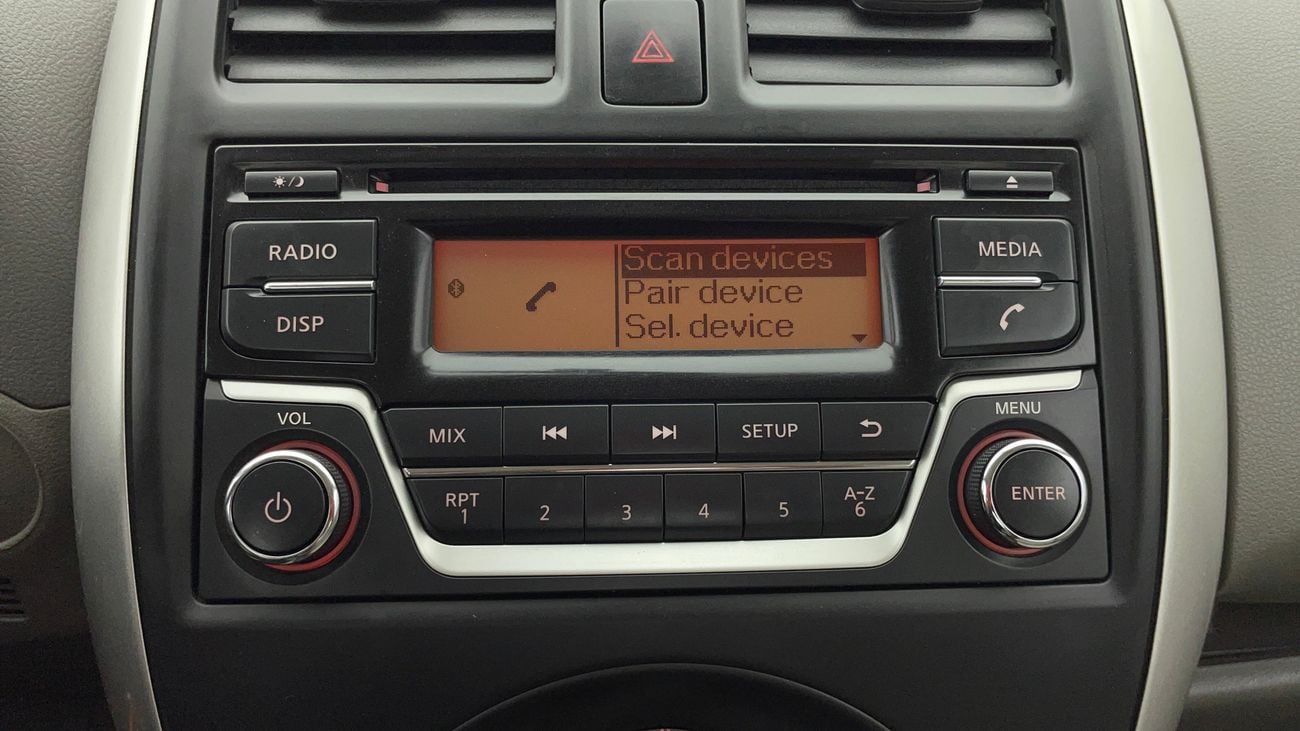 RADIO
DISP
Scan devices
Pair device
Sel. device
MEDIA
VOL
MIX
SETUP
MENU
RPT
1
2
3
4
5
A-Z
6
ENTER